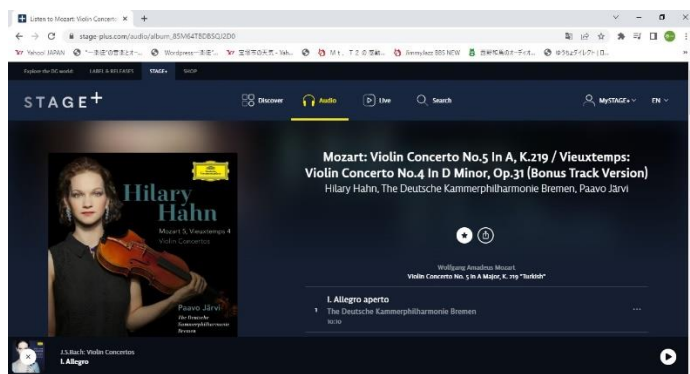 Listen to Mozart: Violin Concerto
stage-plus.com/audio/album_85M64TBDBSQJ2D0
Yahoo! JAPAN
Jimmyjazz BBS NEW
Explore the DG world
LABEL & RELEASES
STAGE+
SHOP
STAGE+
Discover
Audio
Live
Search
MySTAGE+
EN
Hilary
Hahn
Mozart 5, Vieuxtemps 4
Violin Concertos
Paavo Järvi
Die Deutsche
Kammerphilharmonie
Bremen
Mozart: Violin Concerto No.5 In A, K.219 / Vieuxtemps:
Violin Concerto No.4 In D Minor, Op.31 (Bonus Track Version)
Hilary Hahn, The Deutsche Kammerphilharmonie Bremen, Paavo Järvi
Wolfgang Amadeus Mozart
Violin Concerto No. 5 in A Major, K. 219 "Turkish"
I. Allegro aperto
1 The Deutsche Kammerphilharmonie Bremen
10:10
J.S.Bach: Violin Concertos
I. Allegro